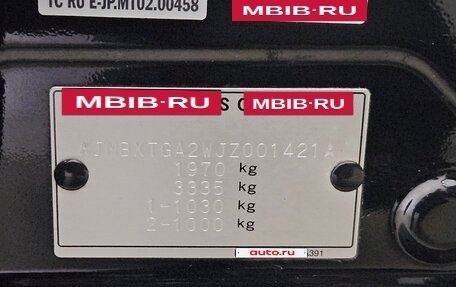 TC RU E-JP.MT02.00458
MBIB-RU
MBIB-RU
MBIB-RU
AJMBXTGA2WJZ001421A
1970 kg
3335 kg
1-1030 kg
2-1000 kg
auto.ru